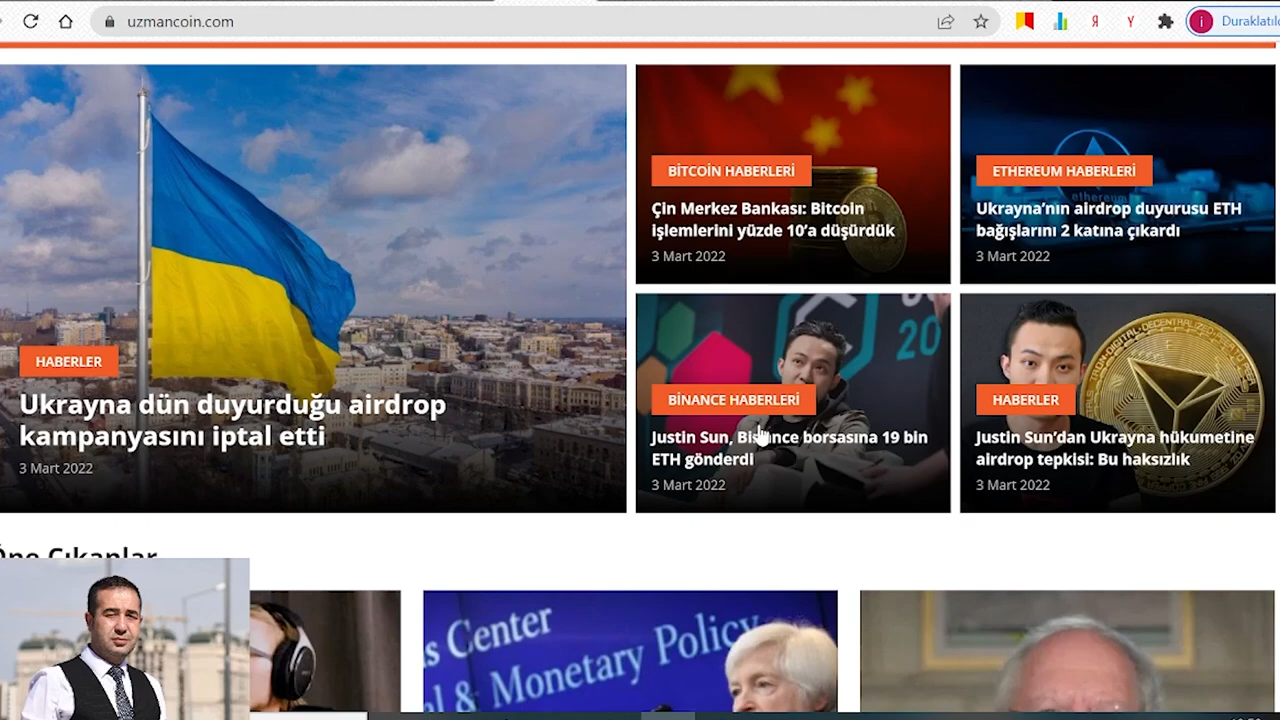 uzmancoin.com
Duraklatıl
HABERLER
Ukrayna dün duyurduğu airdrop
kampanyasını iptal etti
3 Mart 2022
BİTCOİN HABERLERİ
Çin Merkez Bankası: Bitcoin
işlemlerini yüzde 10’a düşürdük
3 Mart 2022
ethereum
ETHEREUM HABERLERİ
Ukrayna’nın airdrop duyurusu ETH
bağışlarını 2 katına çıkardı
3 Mart 2022
20
BİNANCE HABERLERİ
Justin Sun, Binance borsasına 19 bin
ETH gönderdi
3 Mart 2022
HABERLER
Justin Sun’dan Ukrayna hükumetine
airdrop tepkisi: Bu haksızlık
3 Mart 2022
Öne Çıkanlar
s Center
l & Monetary Policy